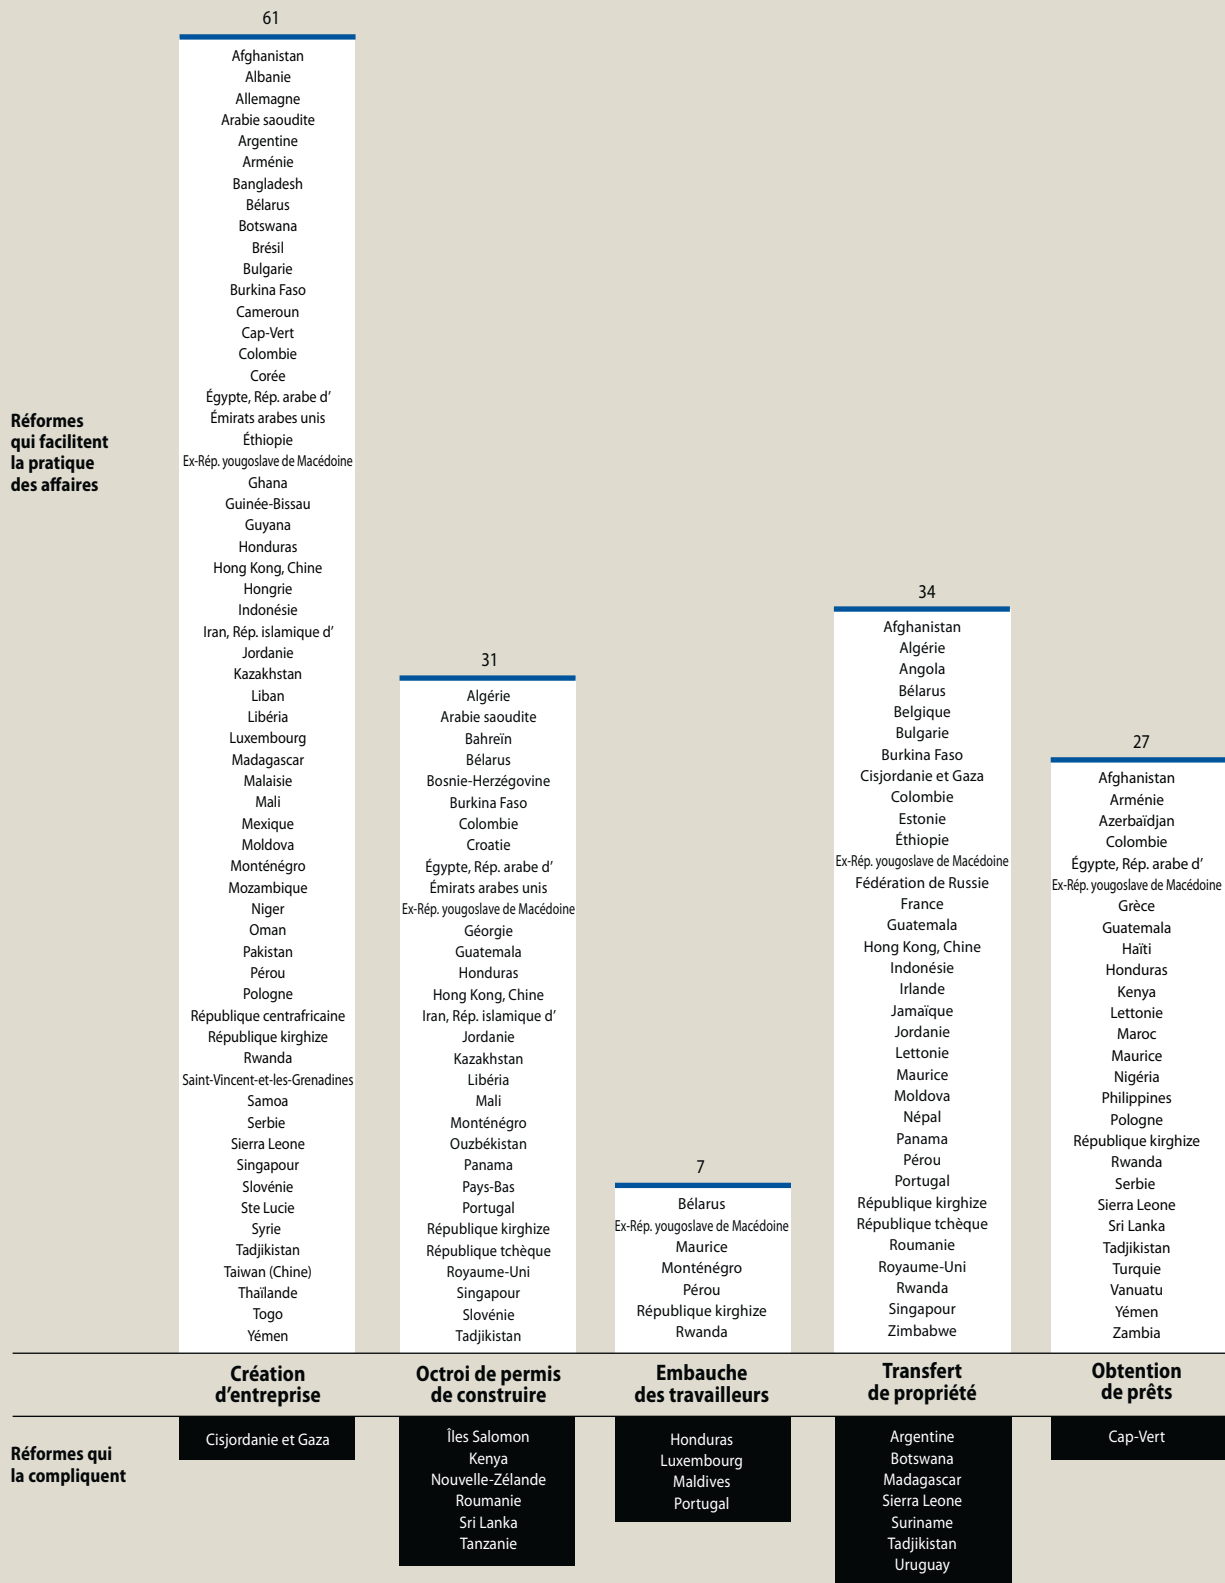 61
Afghanistan
Albanie
Allemagne
Arabie saoudite
Argentine
Arménie
Bangladesh
Bélarus
Botswana
Brésil
Bulgarie
Burkina Faso
Cameroun
Cap-Vert
Colombie
Corée
Égypte, Rép. arabe d’
Émirats arabes unis
Éthiopie
Ex-Rép. yougoslave de Macédoine
Ghana
Guinée-Bissau
Guyana
Honduras
Hong Kong, Chine
Hongrie
Indonésie
Iran, Rép. islamique d’
Jordanie
Kazakhstan
Liban
Libéria
Luxembourg
Madagascar
Malaisie
Mali
Mexique
Moldova
Monténégro
Mozambique
Niger
Oman
Pakistan
Pérou
Pologne
République centrafricaine
République kirghize
Rwanda
Saint-Vincent-et-les-Grenadines
Samoa
Serbie
Sierra Leone
Singapour
Slovénie
Ste Lucie
Syrie
Tadjikistan
Taiwan (Chine)
Thaïlande
Togo
Yémen
Réformes
qui facilitent
la pratique
des affaires
31
Algérie
Arabie saoudite
Bahreïn
Bélarus
Bosnie-Herzégovine
Burkina Faso
Colombie
Croatie
Égypte, Rép. arabe d’
Émirats arabes unis
Ex-Rép. yougoslave de Macédoine
Géorgie
Guatemala
Honduras
Hong Kong, Chine
Iran, Rép. islamique d’
Jordanie
Kazakhstan
Libéria
Mali
Monténégro
Ouzbékistan
Panama
Pays-Bas
Portugal
République kirghize
République tchèque
Royaume-Uni
Singapour
Slovénie
Tadjikistan
7
Bélarus
Ex-Rép. yougoslave de Macédoine
Maurice
Monténégro
Pérou
République kirghize
Rwanda
34
Afghanistan
Algérie
Angola
Bélarus
Belgique
Bulgarie
Burkina Faso
Cisjordanie et Gaza
Colombie
Estonie
Éthiopie
Ex-Rép. yougoslave de Macédoine
Fédération de Russie
France
Guatemala
Hong Kong, Chine
Indonésie
Irlande
Jamaïque
Jordanie
Lettonie
Maurice
Moldova
Népal
Panama
Pérou
Portugal
République kirghize
République tchèque
Roumanie
Royaume-Uni
Rwanda
Singapour
Zimbabwe
27
Afghanistan
Arménie
Azerbaïdjan
Colombie
Égypte, Rép. arabe d’
Ex-Rép. yougoslave de Macédoine
Grèce
Guatemala
Haïti
Honduras
Kenya
Lettonie
Maroc
Maurice
Nigéria
Philippines
Pologne
République kirghize
Rwanda
Serbie
Sierra Leone
Sri Lanka
Tadjikistan
Turquie
Vanuatu
Yémen
Zambia
Création
d’entreprise
Octroi de permis
de construire
Embauche
des travailleurs
Transfert
de propriété
Obtention
de prêts
Réformes qui
la compliquent
Cisjordanie et Gaza
Îles Salomon
Kenya
Nouvelle-Zélande
Roumanie
Sri Lanka
Tanzanie
Honduras
Luxembourg
Maldives
Portugal
Argentine
Botswana
Madagascar
Sierra Leone
Suriname
Tadjikistan
Uruguay
Cap-Vert